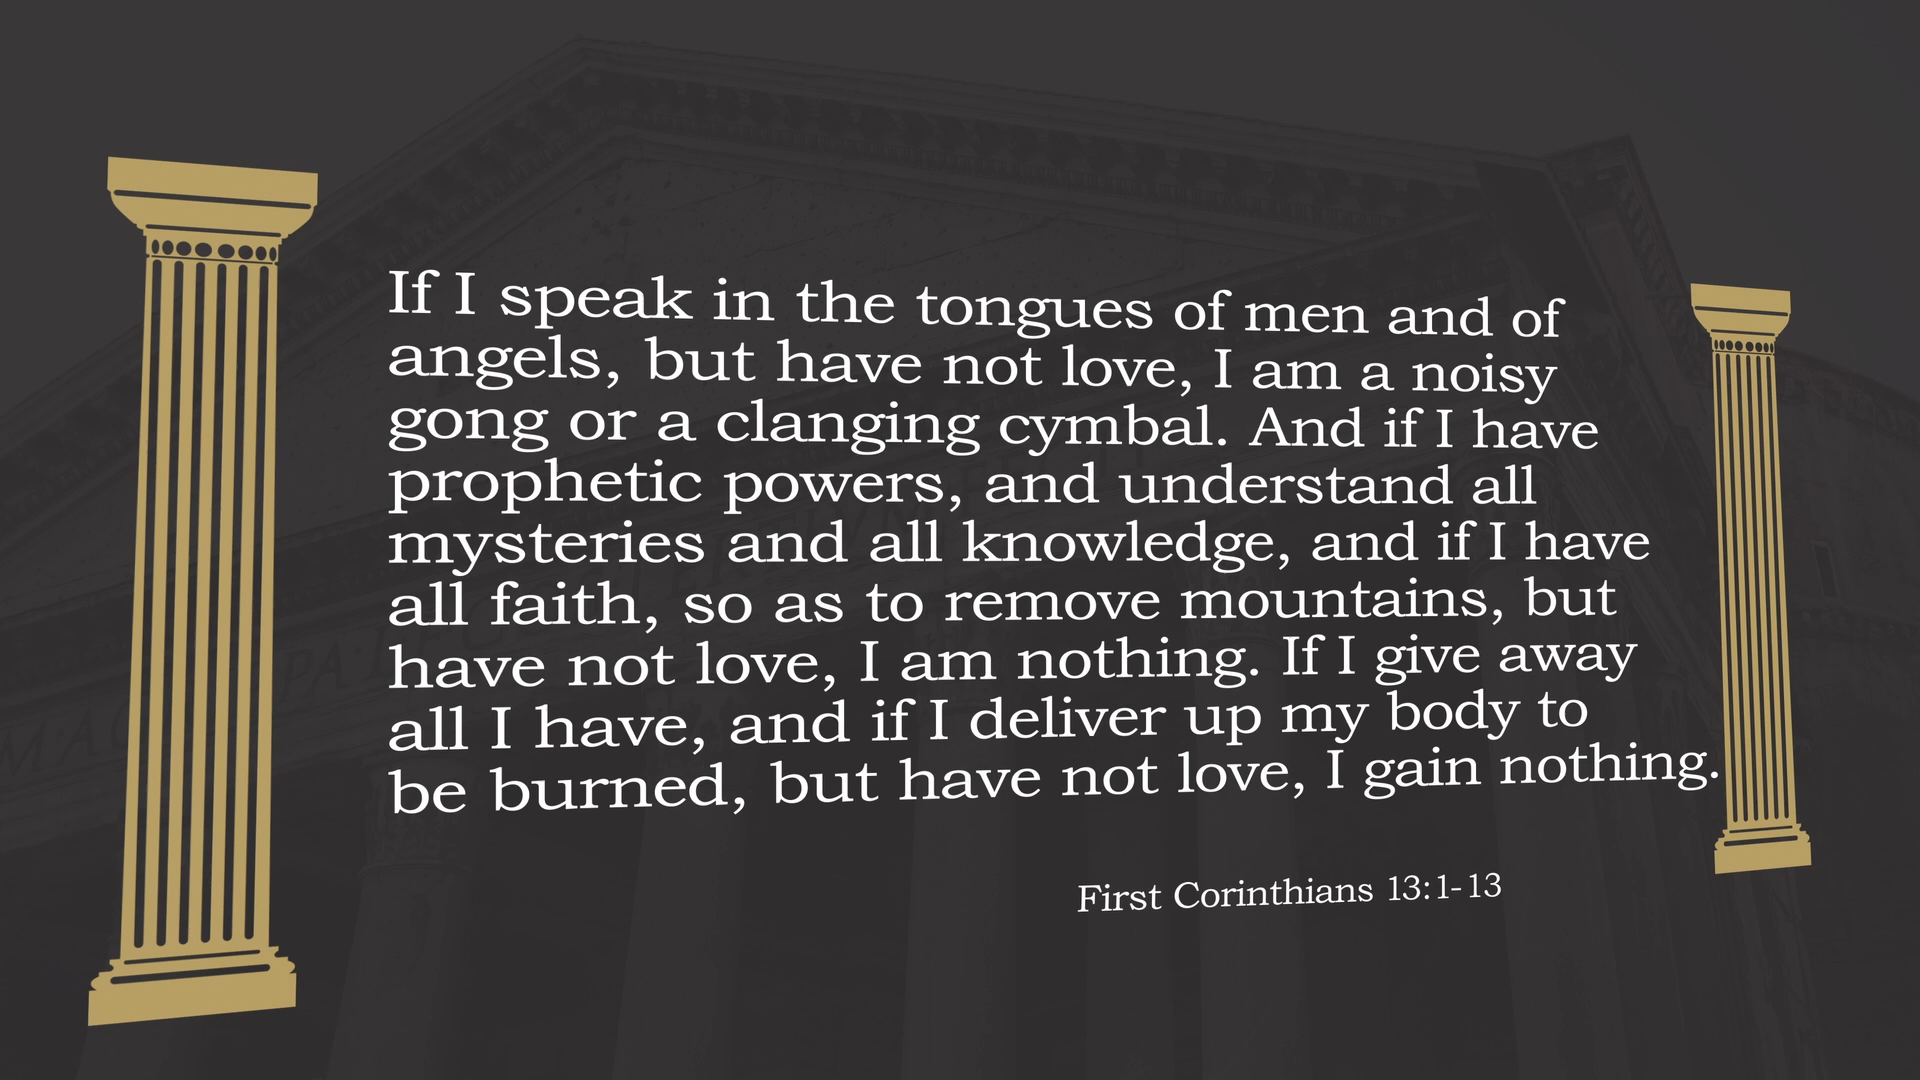 If I speak in the tongues of men and of
angels, but have not love, I am a noisy
gong or a clanging cymbal. And if I have
prophetic powers, and understand all
mysteries and all knowledge, and if I have
all faith, so as to remove mountains, but
have not love, I am nothing. If I give away
all I have, and if I deliver up my body to
be burned, but have not love, I gain nothing.
First Corinthians 13:1-13